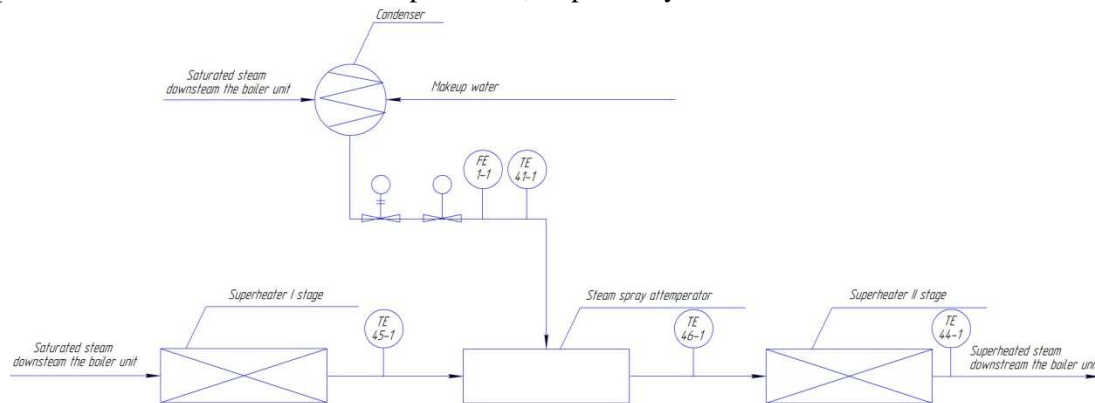 Condenser
Saturated steam
downsteam the boiler unit
Makeup water
FE
1-1
TE
41-1
Superheater I stage
Steam spray attemperator
Superheater II stage
TE
45-1
TE
46-1
TE
44-1
Saturated steam
downsteam the boiler unit
Superheated steam
downstream the boiler unit